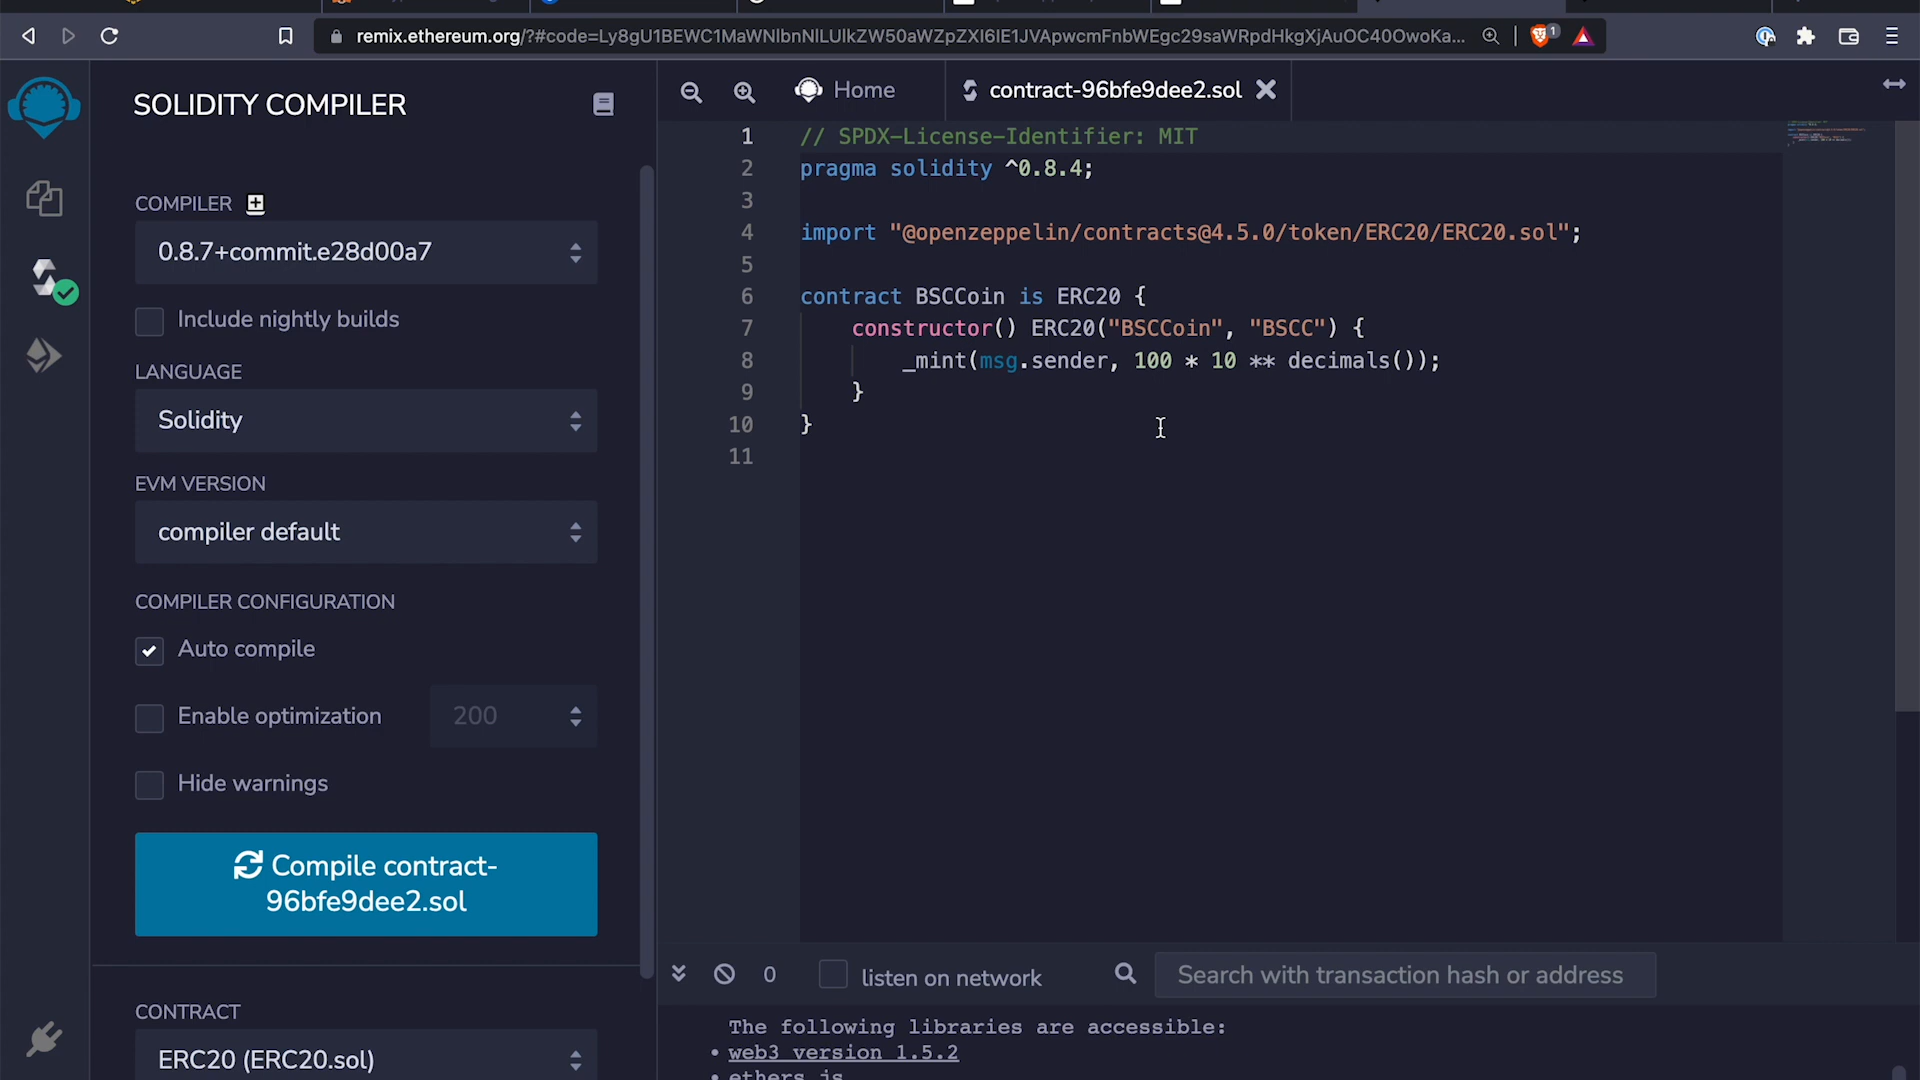 remix.ethereum.org/?#code=Ly8gU1BEWC1MaWNlbnNlLUlkZW50aWZpZXI6IE1JVApwcmFnbWEgc29saWRpdHkgXjAuOC40OwoKa...
1
SOLIDITY COMPILER
Home
contract-96bfe9dee2.sol
COMPILER
0.8.7+commit.e28d00a7
Include nightly builds
LANGUAGE
Solidity
EVM VERSION
compiler default
COMPILER CONFIGURATION
Auto compile
Enable optimization
200
Hide warnings
Compile contract-
96bfe9dee2.sol
CONTRACT
ERC20 (ERC20.sol)
1 // SPDX-License-Identifier: MIT
2 pragma solidity ^0.8.4;
3
4 import "@openzeppelin/contracts@4.5.0/token/ERC20/ERC20.sol";
5
6 contract BSCCoin is ERC20 {
7 constructor() ERC20("BSCCoin", "BSCC") {
8 _mint(msg.sender, 100 * 10 ** decimals());
9 }
10 }
11
0
listen on network
Search with transaction hash or address
The following libraries are accessible:
• web3 version 1.5.2
• ethers.js